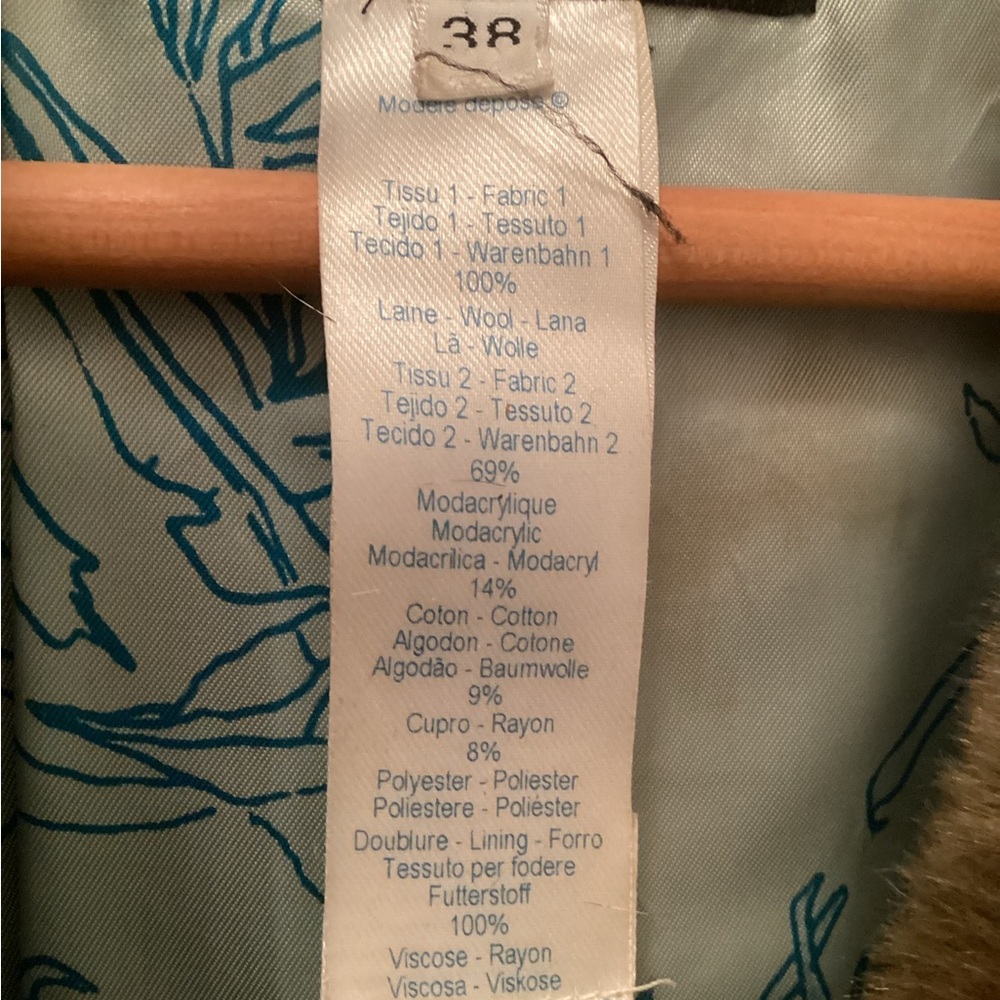 38
Modèle déposé ©
Tissu 1 - Fabric 1
Tejido 1 - Tessuto 1
Tecido 1 - Warenbahn 1
100%
Laine - Wool - Lana
Lã - Wolle
Tissu 2 - Fabric 2
Tejido 2 - Tessuto 2
Tecido 2 - Warenbahn 2
69%
Modacrylique
Modacrylic
Modacrilica - Modacryl
14%
Coton - Cotton
Algodon - Cotone
Algodão - Baumwolle
9%
Cupro - Rayon
8%
Polyester - Poliester
Poliestere - Poliéster
Doublure - Lining - Forro
Tessuto per fodere
Futterstoff
100%
Viscose - Rayon
Viscosa - Viskose